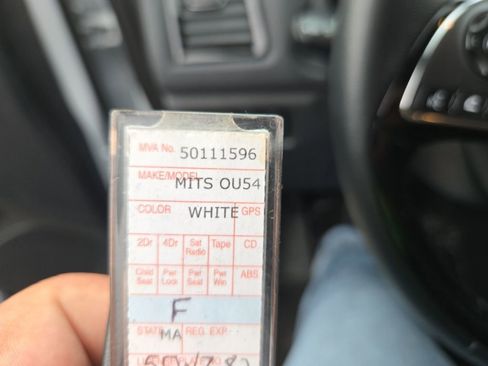 MVA No. 50111596
MAKE/MODEL MITS OU54
COLOR WHITE GPS
2Dr 4Dr Sat Radio Tape CD
Child Seat Pwr Lock Pwr Seat Pwr Win ABS
F
STATE MA REG. EXP.